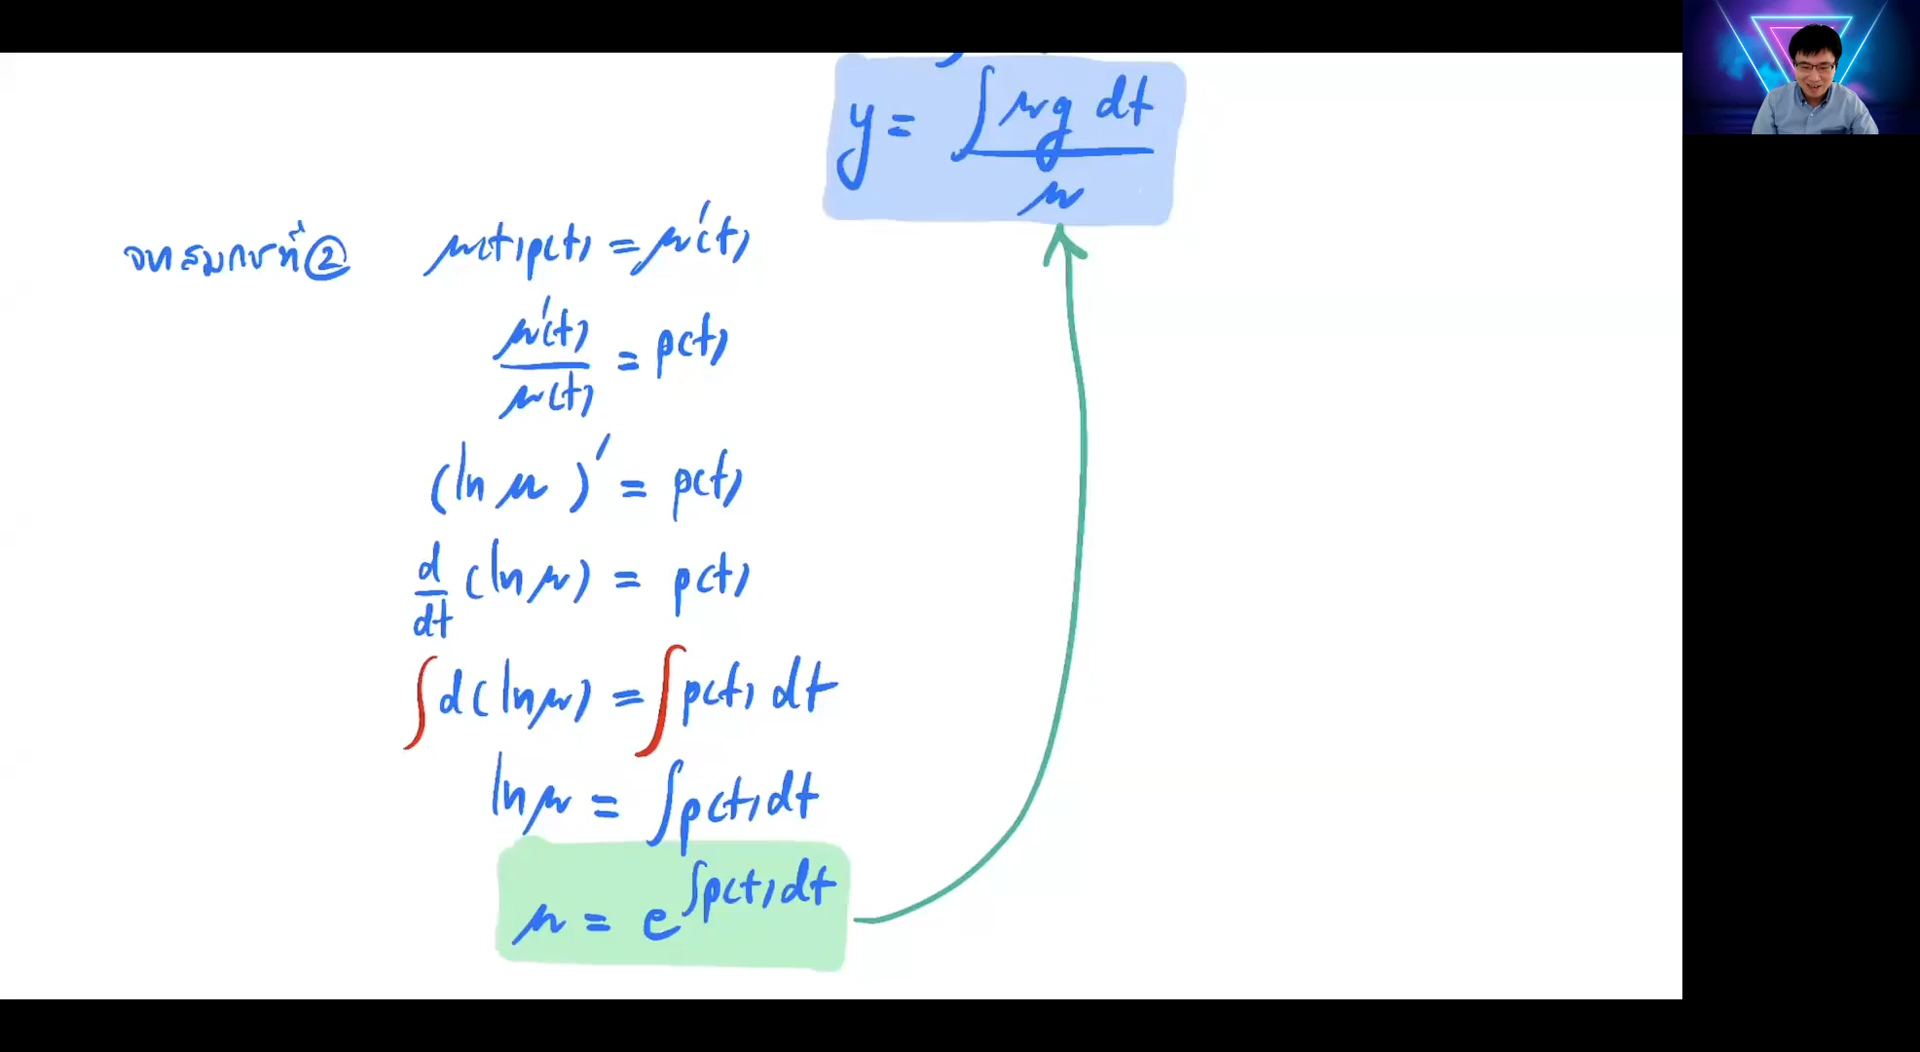 y = ∫μg dt / μ
จากสมการที่ ② μ(t)p(t) = μ'(t)
μ'(t) / μ(t) = p(t)
(ln μ)' = p(t)
d/dt (ln μ) = p(t)
∫d(ln μ) = ∫p(t) dt
ln μ = ∫p(t) dt
μ = e^∫p(t) dt